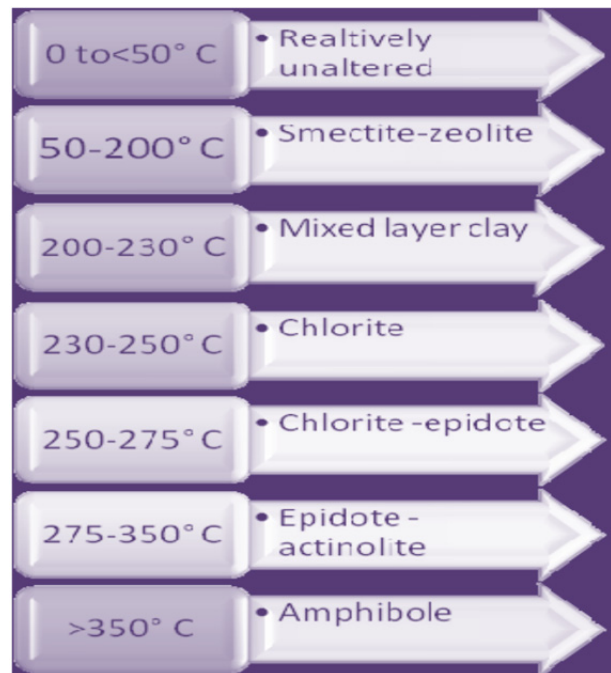 0 to<50° C
• Realtively
unaltered
50-200° C
• Smectite-zeolite
200-230° C
• Mixed layer clay
230-250° C
• Chlorite
250-275° C
• Chlorite -epidote
275-350° C
• Epidote -
actinolite
>350° C
• Amphibole